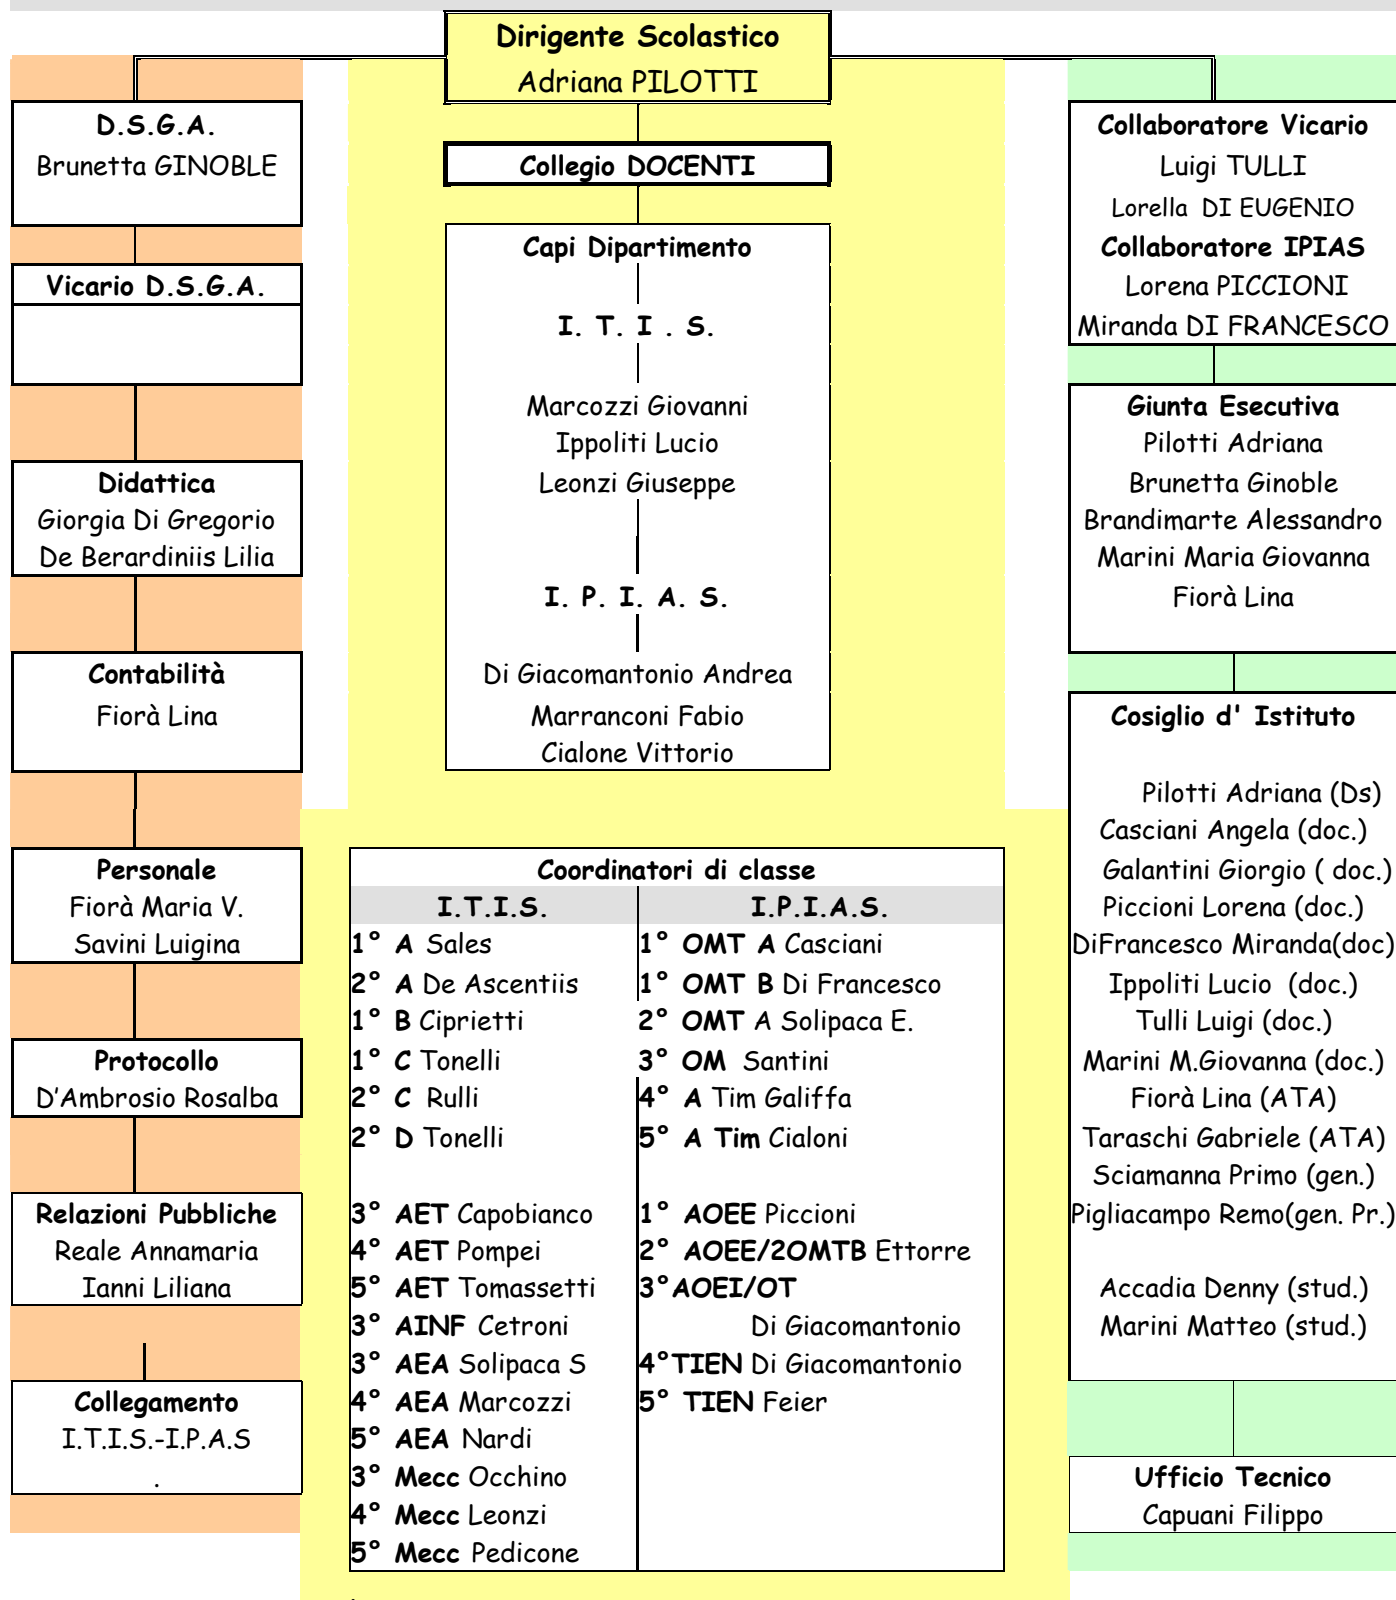 Dirigente Scolastico
Adriana PILOTTI
D.S.G.A.
Brunetta GINOBLE
Vicario D.S.G.A.
Didattica
Giorgia Di Gregorio
De Berardiniis Lilia
Contabilità
Fiorà Lina
Personale
Fiorà Maria V.
Savini Luigina
Protocollo
D’Ambrosio Rosalba
Relazioni Pubbliche
Reale Annamaria
Ianni Liliana
Collegamento
I.T.I.S.-I.P.A.S
.
Collegio DOCENTI
Capi Dipartimento
I. T. I . S.
Marcozzi Giovanni
Ippoliti Lucio
Leonzi Giuseppe
I. P. I. A. S.
Di Giacomantonio Andrea
Marranconi Fabio
Cialone Vittorio
Coordinatori di classe
I.T.I.S.
1° A Sales
2° A De Ascentiis
1° B Ciprietti
1° C Tonelli
2° C Rulli
2° D Tonelli
3° AET Capobianco
4° AET Pompei
5° AET Tomassetti
3° AINF Cetroni
3° AEA Solipaca S
4° AEA Marcozzi
5° AEA Nardi
3° Mecc Occhino
4° Mecc Leonzi
5° Mecc Pedicone
I.P.I.A.S.
1° OMT A Casciani
1° OMT B Di Francesco
2° OMT A Solipaca E.
3° OM Santini
4° A Tim Galiffa
5° A Tim Cialoni
1° AOEE Piccioni
2° AOEE/2OMTB Ettorre
3°AOEI/OT
Di Giacomantonio
4°TIEN Di Giacomantonio
5° TIEN Feier
Collaboratore Vicario
Luigi TULLI
Lorella DI EUGENIO
Collaboratore IPIAS
Lorena PICCIONI
Miranda DI FRANCESCO
Giunta Esecutiva
Pilotti Adriana
Brunetta Ginoble
Brandimarte Alessandro
Marini Maria Giovanna
Fiorà Lina
Cosiglio d' Istituto
Pilotti Adriana (Ds)
Casciani Angela (doc.)
Galantini Giorgio ( doc.)
Piccioni Lorena (doc.)
DiFrancesco Miranda(doc)
Ippoliti Lucio (doc.)
Tulli Luigi (doc.)
Marini M.Giovanna (doc.)
Fiorà Lina (ATA)
Taraschi Gabriele (ATA)
Sciamanna Primo (gen.)
Pigliacampo Remo(gen. Pr.)
Accadia Denny (stud.)
Marini Matteo (stud.)
Ufficio Tecnico
Capuani Filippo